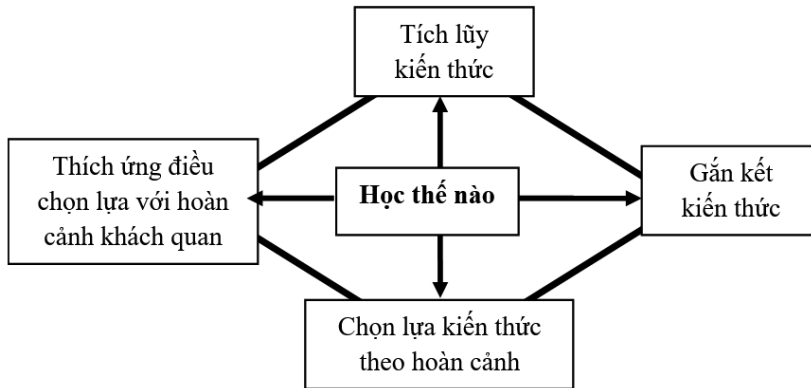 Tích lũy
kiến thức
Thích ứng điều
chọn lựa với hoàn
cảnh khách quan
Học thế nào
Gắn kết
kiến thức
Chọn lựa kiến thức
theo hoàn cảnh